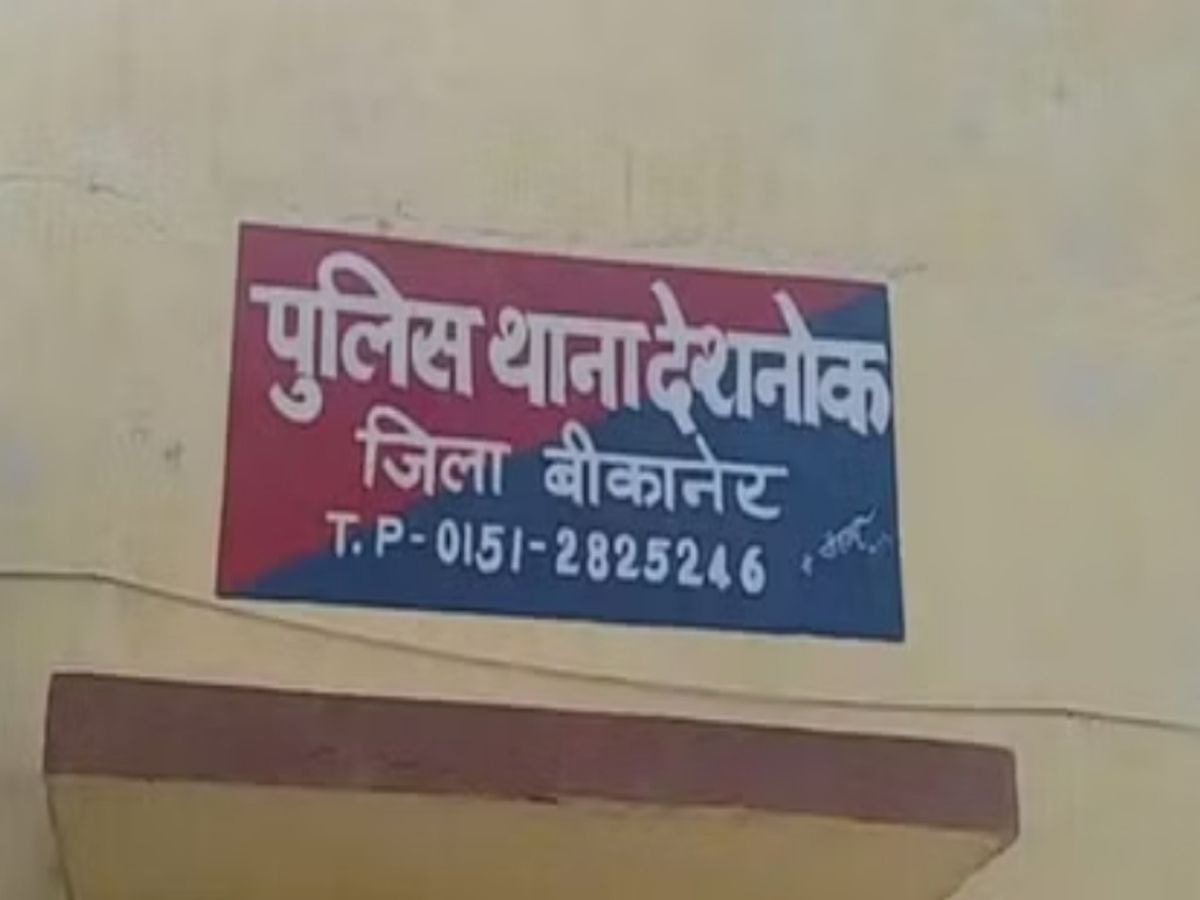 पुलिस थाना देशनोक
जिला बीकानेर
T. P - 0151 - 2825246